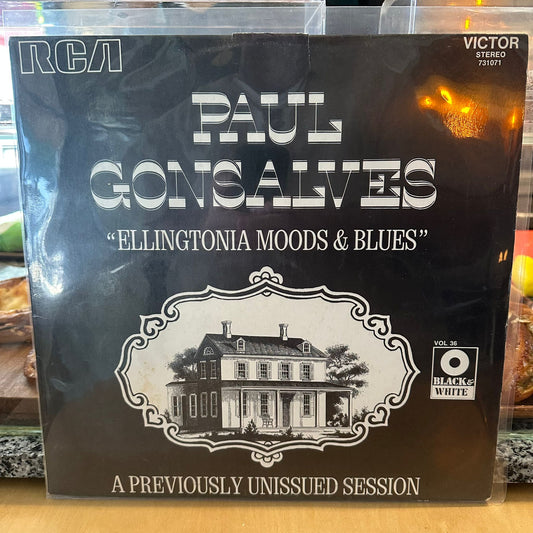 RCA
VICTOR
STEREO
731071
PAUL
GONSALVES
"ELLINGTONIA MOODS & BLUES"
VOL 36
BLACK &
WHITE
A PREVIOUSLY UNISSUED SESSION